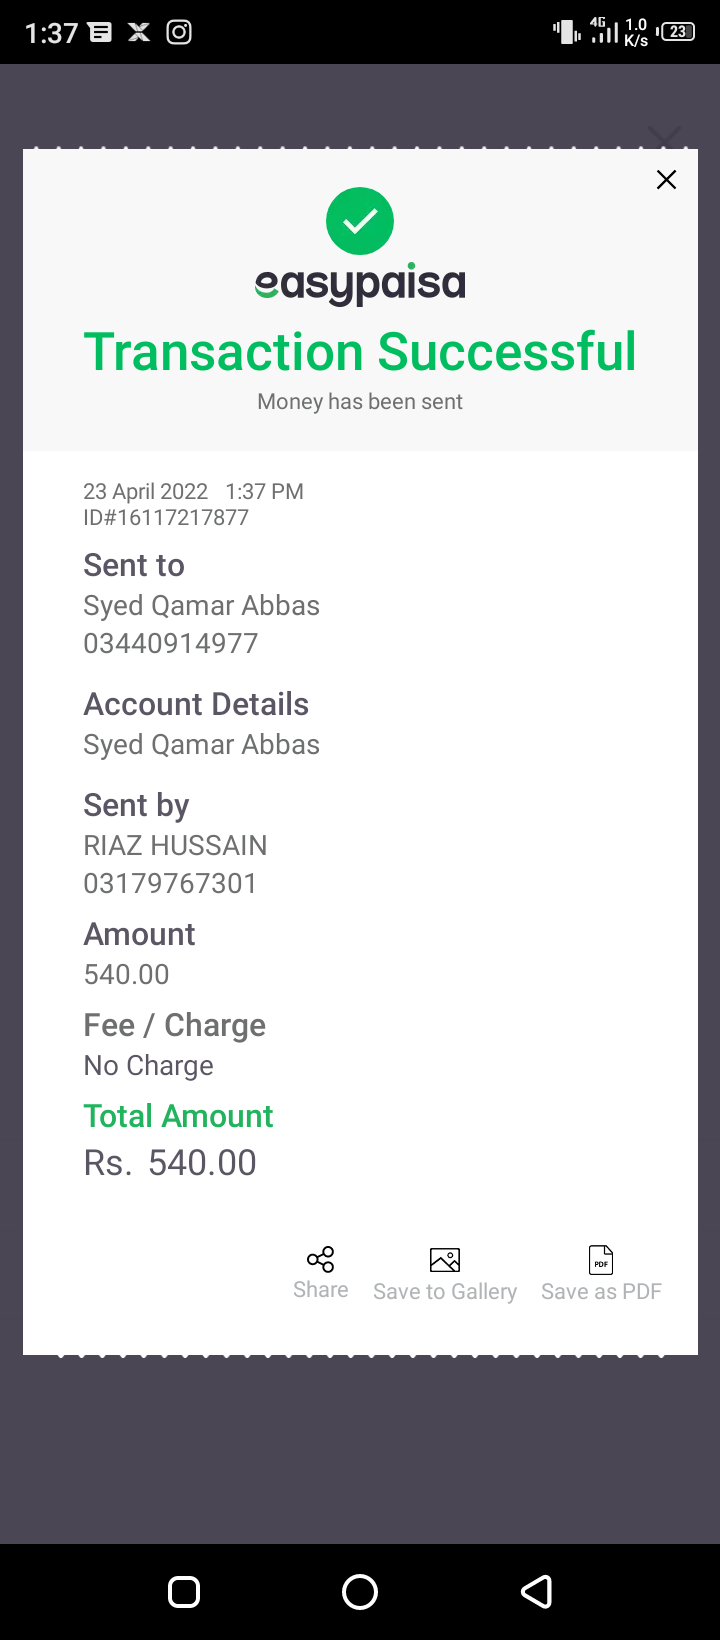 1:37
4G 1.0 K/s 23
easypaisa
Transaction Successful
Money has been sent
23 April 2022 1:37 PM
ID#16117217877
Sent to
Syed Qamar Abbas
03440914977
Account Details
Syed Qamar Abbas
Sent by
RIAZ HUSSAIN
03179767301
Amount
540.00
Fee / Charge
No Charge
Total Amount
Rs. 540.00
PDF
Share Save to Gallery Save as PDF